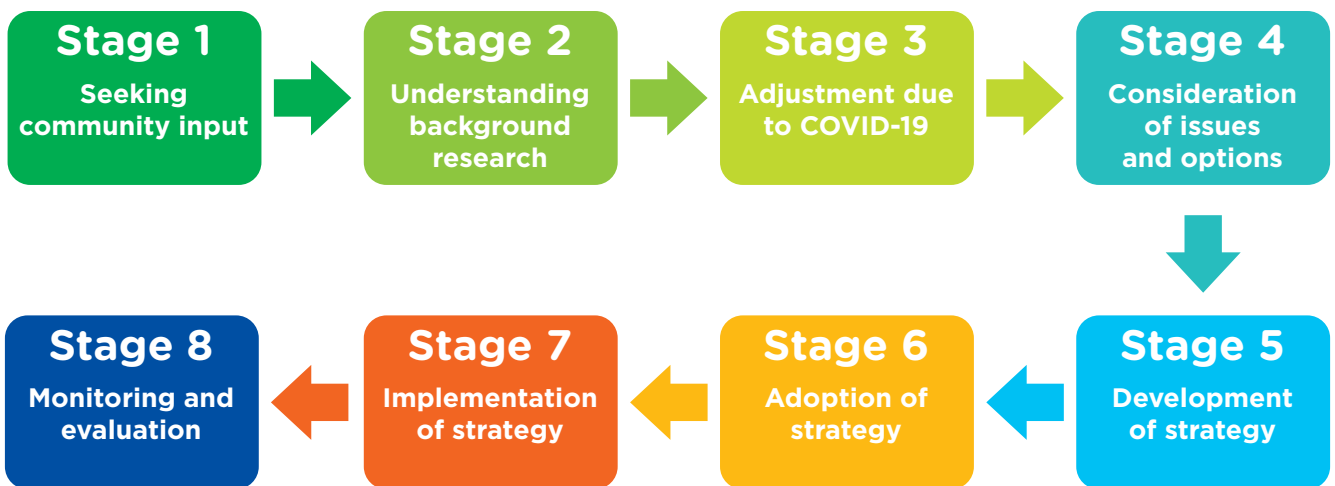 Stage 1
Seeking
community input
Stage 2
Understanding
background
research
Stage 3
Adjustment due
to COVID-19
Stage 4
Consideration
of issues
and options
Stage 5
Development
of strategy
Stage 6
Adoption of
strategy
Stage 7
Implementation
of strategy
Stage 8
Monitoring and
evaluation